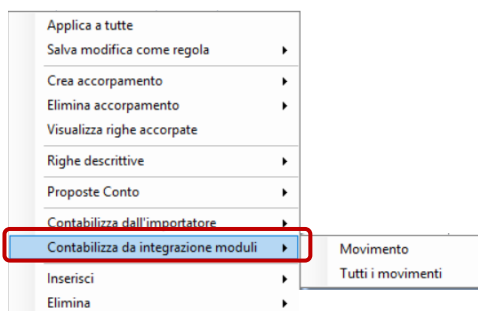 Applica a tutte
Salva modifica come regola
Crea accorpamento
Elimina accorpamento
Visualizza righe accorpate
Righe descrittive
Proposte Conto
Contabilizza dall'importatore
Contabilizza da integrazione moduli
Movimento
Tutti i movimenti
Inserisci
Elimina